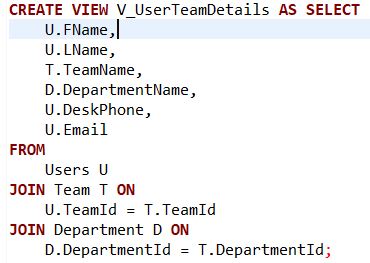 CREATE VIEW V_UserTeamDetails AS SELECT
U.FName,
U.LName,
T.TeamName,
D.DepartmentName,
U.DeskPhone,
U.Email
FROM
Users U
JOIN Team T ON
U.TeamId = T.TeamId
JOIN Department D ON
D.DepartmentId = T.DepartmentId;